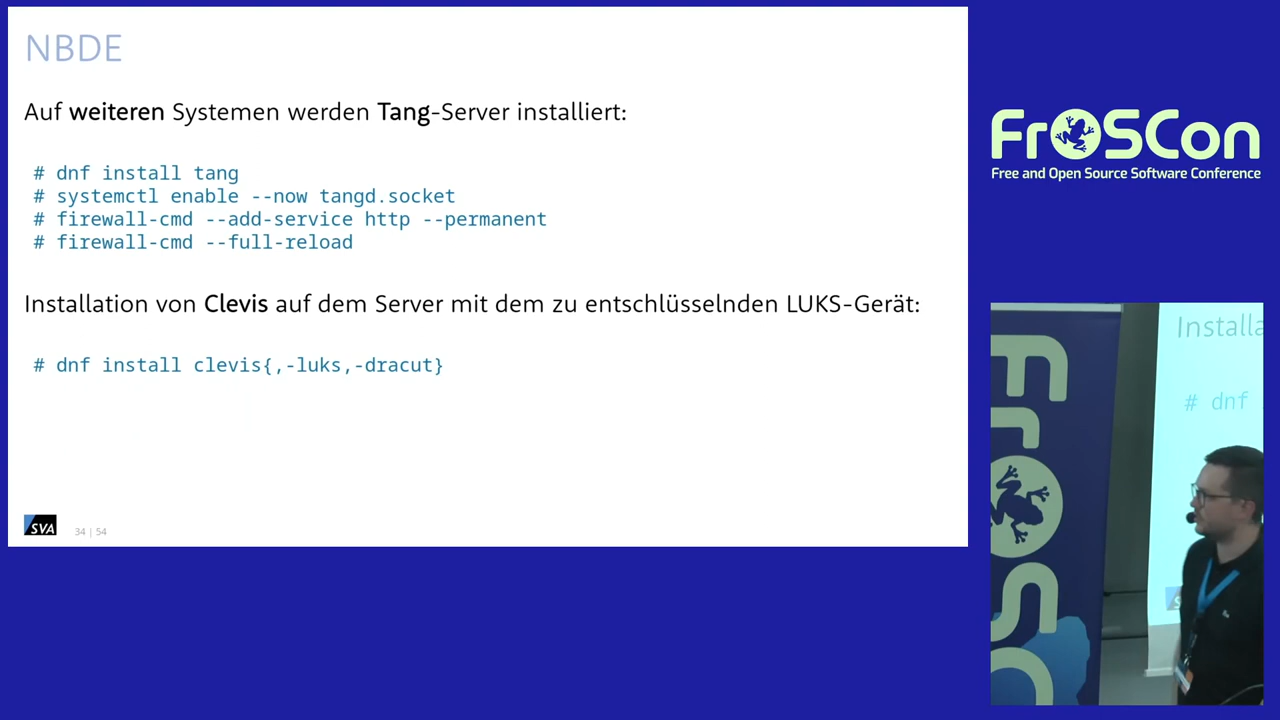 NBDE
Auf weiteren Systemen werden Tang-Server installiert:
# dnf install tang
# systemctl enable --now tangd.socket
# firewall-cmd --add-service http --permanent
# firewall-cmd --full-reload
Installation von Clevis auf dem Server mit dem zu entschlüsselnden LUKS-Gerät:
# dnf install clevis{,-luks,-dracut}
SVA
34 | 54
FrOSCon
Free and Open Source Software Conference
Installa
# dnf
FrOSC